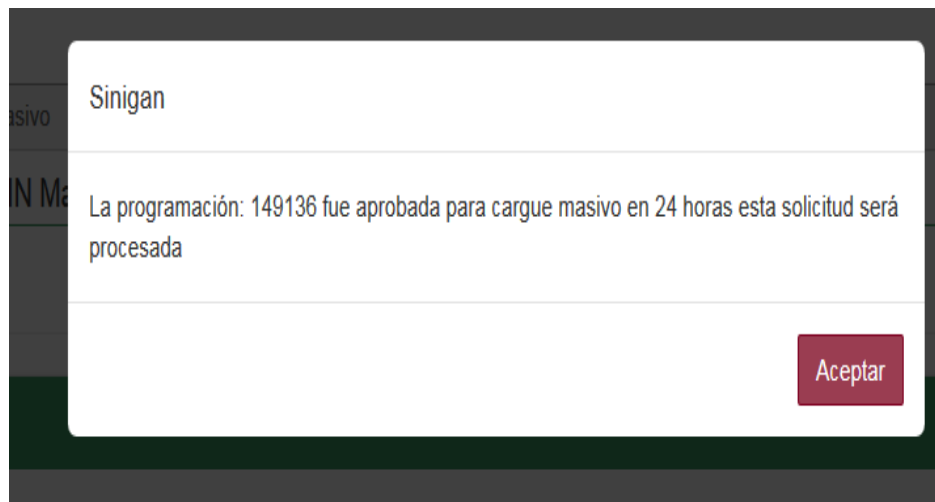 Sinigan
asivo
IN Ma
La programación: 149136 fue aprobada para cargue masivo en 24 horas esta solicitud será
procesada
Aceptar